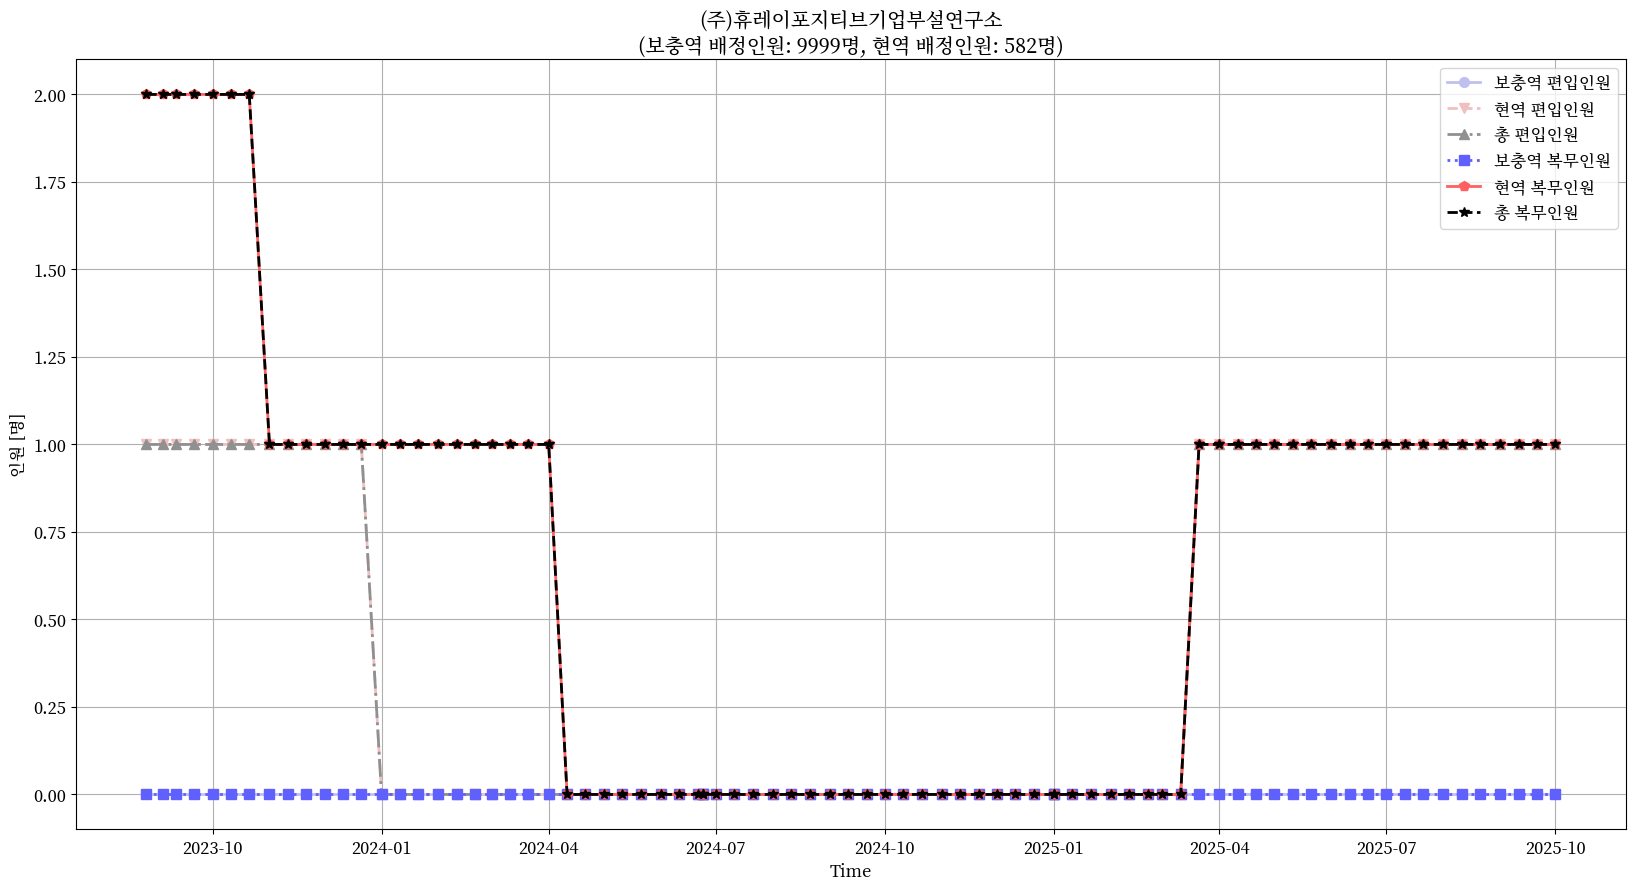 (주)휴레이포지티브기업부설연구소
(보충역 배정인원: 9999명, 현역 배정인원: 582명)
보충역 편입인원
현역 편입인원
총 편입인원
보충역 복무인원
현역 복무인원
총 복무인원
인원 [명]
2.00
1.75
1.50
1.25
1.00
0.75
0.50
0.25
0.00
2023-10 2024-01 2024-04 2024-07 2024-10 2025-01 2025-04 2025-07 2025-10
Time